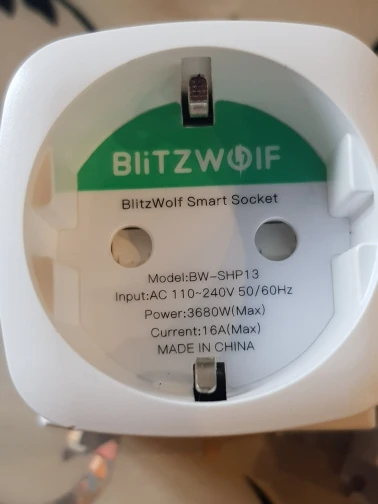 BLiTZWOlF
BlitzWolf Smart Socket
Model:BW-SHP13
Input:AC 110~240V 50/60Hz
Power:3680W(Max)
Current:16A(Max)
MADE IN CHINA